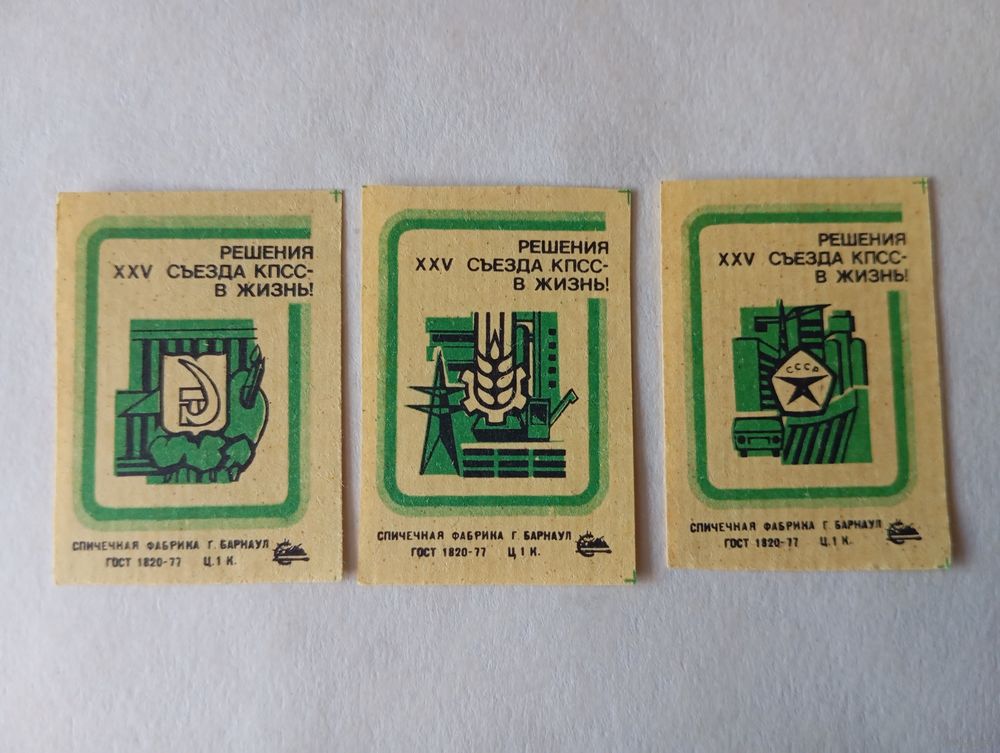 РЕШЕНИЯ
XXV СЪЕЗДА КПСС-
В ЖИЗНЬ!
СПИЧЕЧНАЯ ФАБРИКА Г. БАРНАУЛ
ГОСТ 1820-77 Ц.1 К.
РЕШЕНИЯ
XXV СЪЕЗДА КПСС-
В ЖИЗНЬ!
СПИЧЕЧНАЯ ФАБРИКА Г. БАРНАУЛ
ГОСТ 1820-77 Ц.1 К.
РЕШЕНИЯ
XXV СЪЕЗДА КПСС-
В ЖИЗНЬ!
СССР
СПИЧЕЧНАЯ ФАБРИКА Г. БАРНАУЛ
ГОСТ 1820-77 Ц.1 К.